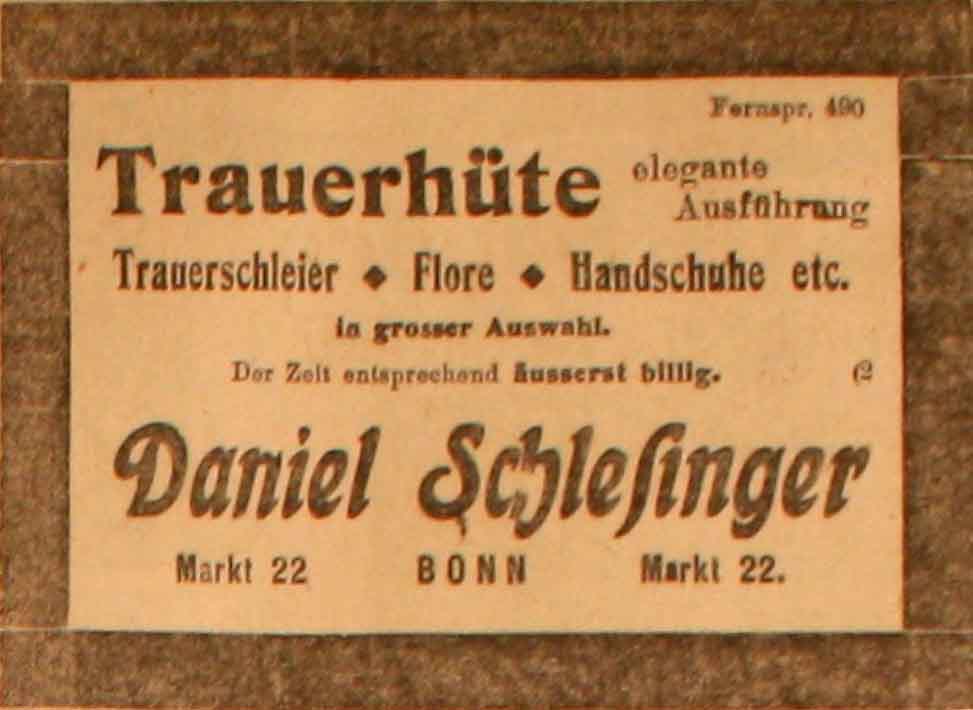 Fernspr. 490
Trauerhüte elegante
Ausführung
Trauerschleier ◆ Flore ◆ Handschuhe etc.
in grosser Auswahl.
Der Zeit entsprechend äusserst billig. (2
Daniel Schleſinger
Markt 22 BONN Markt 22.